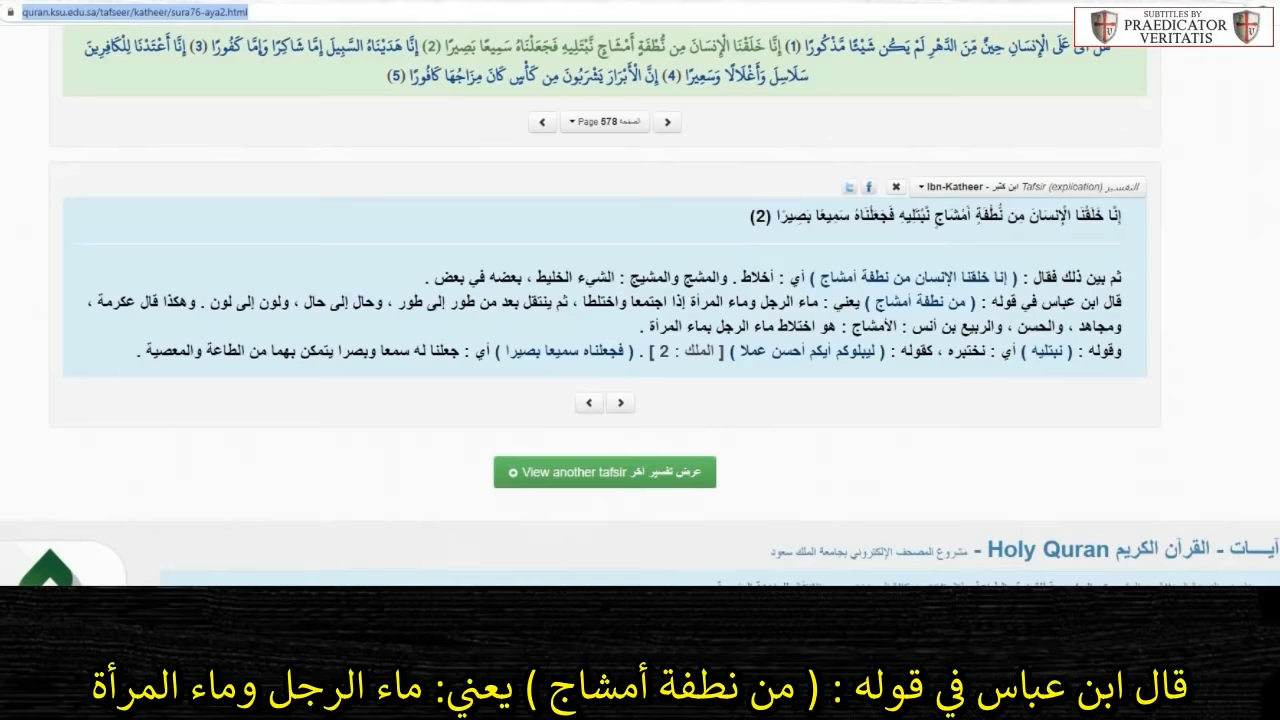 quran.ksu.edu.sa/tafseer/katheer/sura76-aya2.html
SUBTITLES BY
PRAEDICATOR
VERITATIS
عَلَى الْإِنسَانِ حِينٌ مِّنَ الدَّهْرِ لَمْ يَكُن شَيْئًا مَّذْكُورًا (1) إِنَّا خَلَقْنَا الْإِنسَانَ مِن نُّطْفَةٍ أَمْشَاجٍ نَّبْتَلِيهِ فَجَعَلْنَاهُ سَمِيعًا بَصِيرًا (2) إِنَّا هَدَيْنَاهُ السَّبِيلَ إِمَّا شَاكِرًا وَإِمَّا كَفُورًا (3) إِنَّا أَعْتَدْنَا لِلْكَافِرِينَ
سَلَاسِلَ وَأَغْلَالًا وَسَعِيرًا (4) إِنَّ الْأَبْرَارَ يَشْرَبُونَ مِن كَأْسٍ كَانَ مِزَاجُهَا كَافُورًا (5)
Page 578 الصفحة
التفسير Tafsir (explication) ابن كثير - Ibn-Katheer
إِنَّا خَلَقْنَا الْإِنسَانَ مِن نُّطْفَةٍ أَمْشَاجٍ نَّبْتَلِيهِ فَجَعَلْنَاهُ سَمِيعًا بَصِيرًا (2)
ثم بين ذلك فقال : ( إنا خلقنا الإنسان من نطفة أمشاج ) أي : أخلاط . والمشج والمشيج : الشيء الخليط ، بعضه في بعض .
قال ابن عباس في قوله : ( من نطفة أمشاج ) يعني : ماء الرجل وماء المرأة إذا اجتمعا واختلطا ، ثم ينتقل بعد من طور إلى طور ، وحال إلى حال ، ولون إلى لون . وهكذا قال عكرمة ،
ومجاهد ، والحسن ، والربيع بن أنس : الأمشاج : هو اختلاط ماء الرجل بماء المرأة .
وقوله : ( نبتليه ) أي : نختبره ، كقوله : ( ليبلوكم أيكم أحسن عملا ) [ الملك : 2 ] . ( فجعلناه سميعا بصيرا ) أي : جعلنا له سمعا وبصرا يتمكن بهما من الطاعة والمعصية .
عرض تفسير آخر View another tafsir
آيـــات - القرآن الكريم Holy Quran - مشروع المصحف الإلكتروني بجامعة الملك سعود
قال ابن عباس في قوله : ( من نطفة أمشاج ) يعني: ماء الرجل وماء المرأة